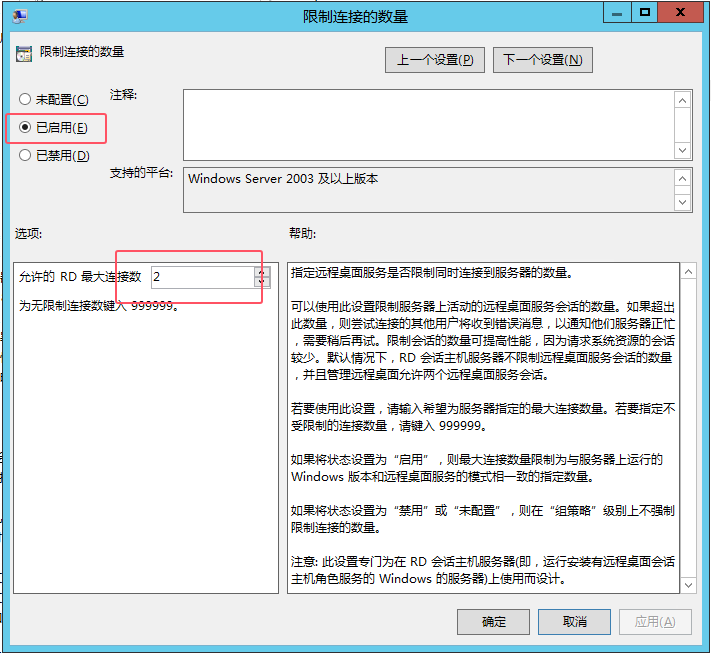 限制连接的数量
限制连接的数量
上一个设置(P)
下一个设置(N)
未配置(C)
已启用(E)
已禁用(D)
注释:
支持的平台:
Windows Server 2003 及以上版本
选项:
帮助:
允许的 RD 最大连接数
2
为无限制连接数键入 999999。
指定远程桌面服务是否限制同时连接到服务器的数量。
可以使用此设置限制服务器上活动的远程桌面服务会话的数量。如果超出
此数量，则尝试连接的其他用户将收到错误消息，以通知他们服务器正忙
，需要稍后再试。限制会话的数量可提高性能，因为请求系统资源的会话
较少。默认情况下，RD 会话主机服务器不限制远程桌面服务会话的数量
，并且管理远程桌面允许两个远程桌面服务会话。
若要使用此设置，请输入希望为服务器指定的最大连接数量。若要指定不
受限制的连接数量，请键入 999999。
如果将状态设置为“启用”，则最大连接数量限制为与服务器上运行的
Windows 版本和远程桌面服务的模式相一致的指定数量。
如果将状态设置为“禁用”或“未配置”，则在“组策略”级别上不强制
限制连接的数量。
注意: 此设置专门为在 RD 会话主机服务器(即，运行安装有远程桌面会话
主机角色服务的 Windows 的服务器)上使用而设计。
确定
取消
应用(A)